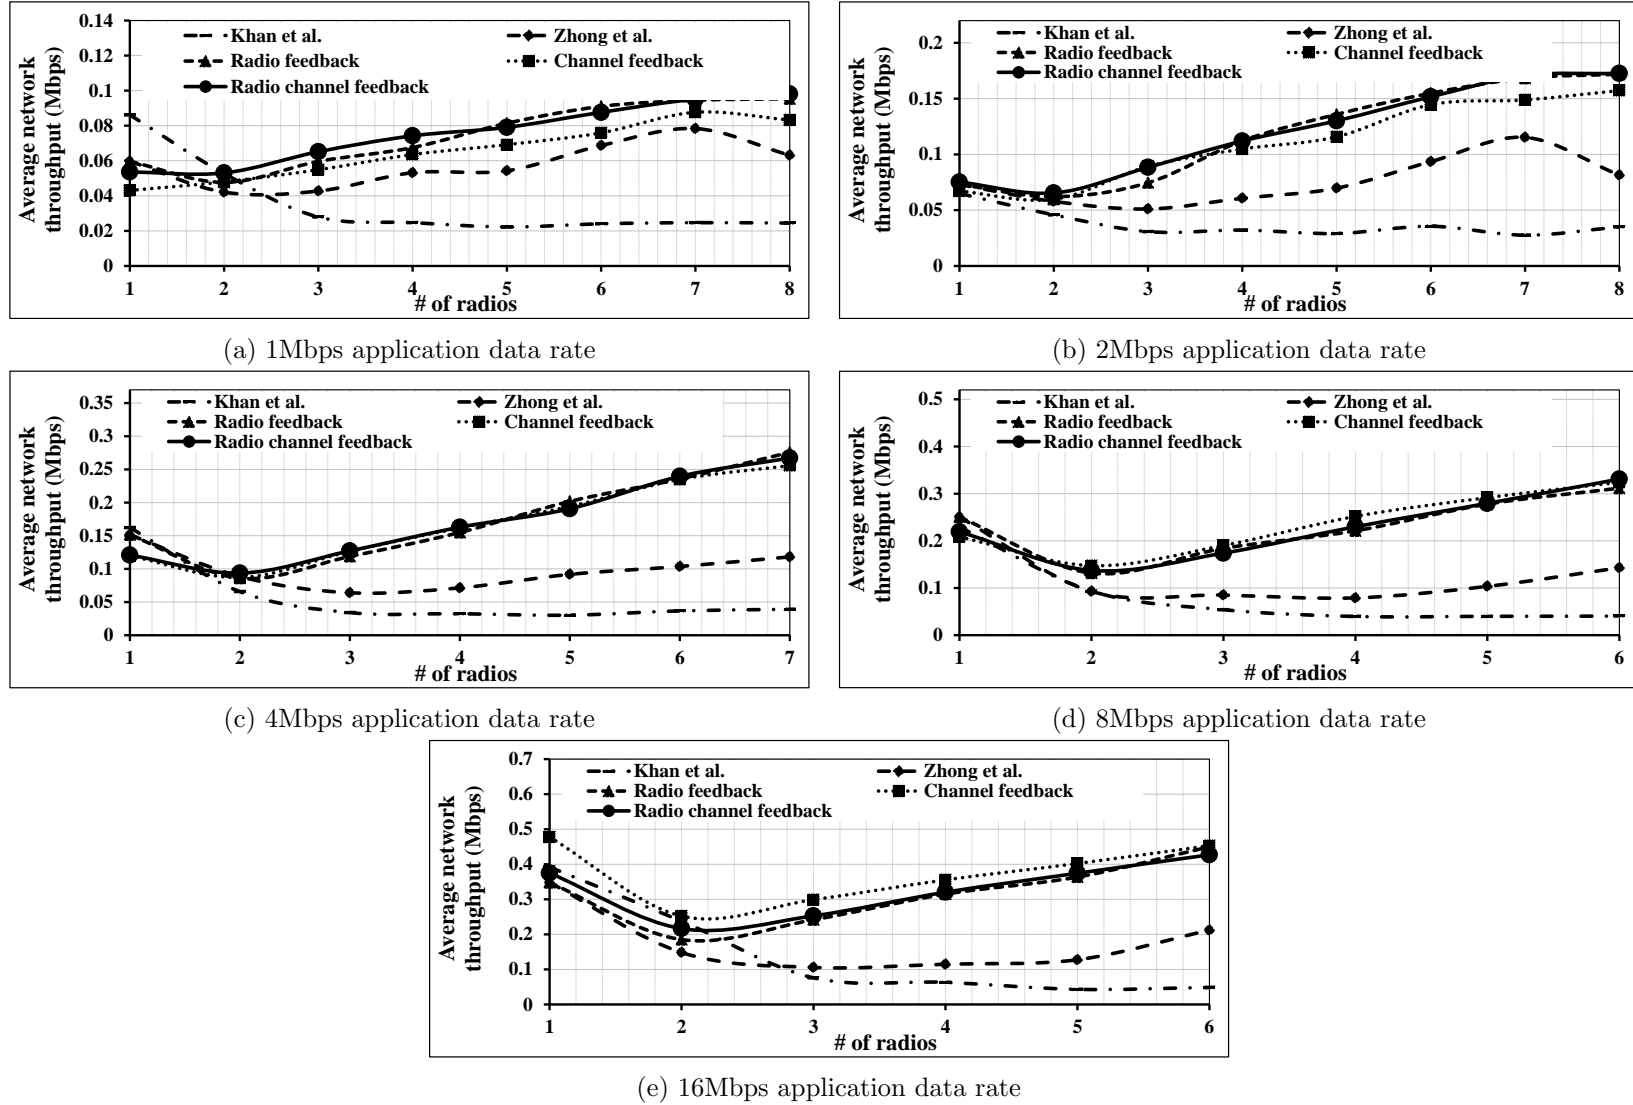 Average network
throughput (Mbps)
0.14
0.12
0.1
0.08
0.06
0.04
0.02
0
Khan et al.
Zhong et al.
Radio feedback
Channel feedback
Radio channel feedback
1 2 3 4 5 6 7 8
# of radios
(a) 1Mbps application data rate
Average network
throughput (Mbps)
0.2
0.15
0.1
0.05
0
Khan et al.
Zhong et al.
Radio feedback
Channel feedback
Radio channel feedback
1 2 3 4 5 6 7 8
# of radios
(b) 2Mbps application data rate
Average network
throughput (Mbps)
0.35
0.3
0.25
0.2
0.15
0.1
0.05
0
Khan et al.
Zhong et al.
Radio feedback
Channel feedback
Radio channel feedback
1 2 3 4 5 6 7
# of radios
(c) 4Mbps application data rate
Average network
throughput (Mbps)
0.5
0.4
0.3
0.2
0.1
0
Khan et al.
Zhong et al.
Radio feedback
Channel feedback
Radio channel feedback
1 2 3 4 5 6
# of radios
(d) 8Mbps application data rate
Average network
throughput (Mbps)
0.7
0.6
0.5
0.4
0.3
0.2
0.1
0
Khan et al.
Zhong et al.
Radio feedback
Channel feedback
Radio channel feedback
1 2 3 4 5 6
# of radios
(e) 16Mbps application data rate